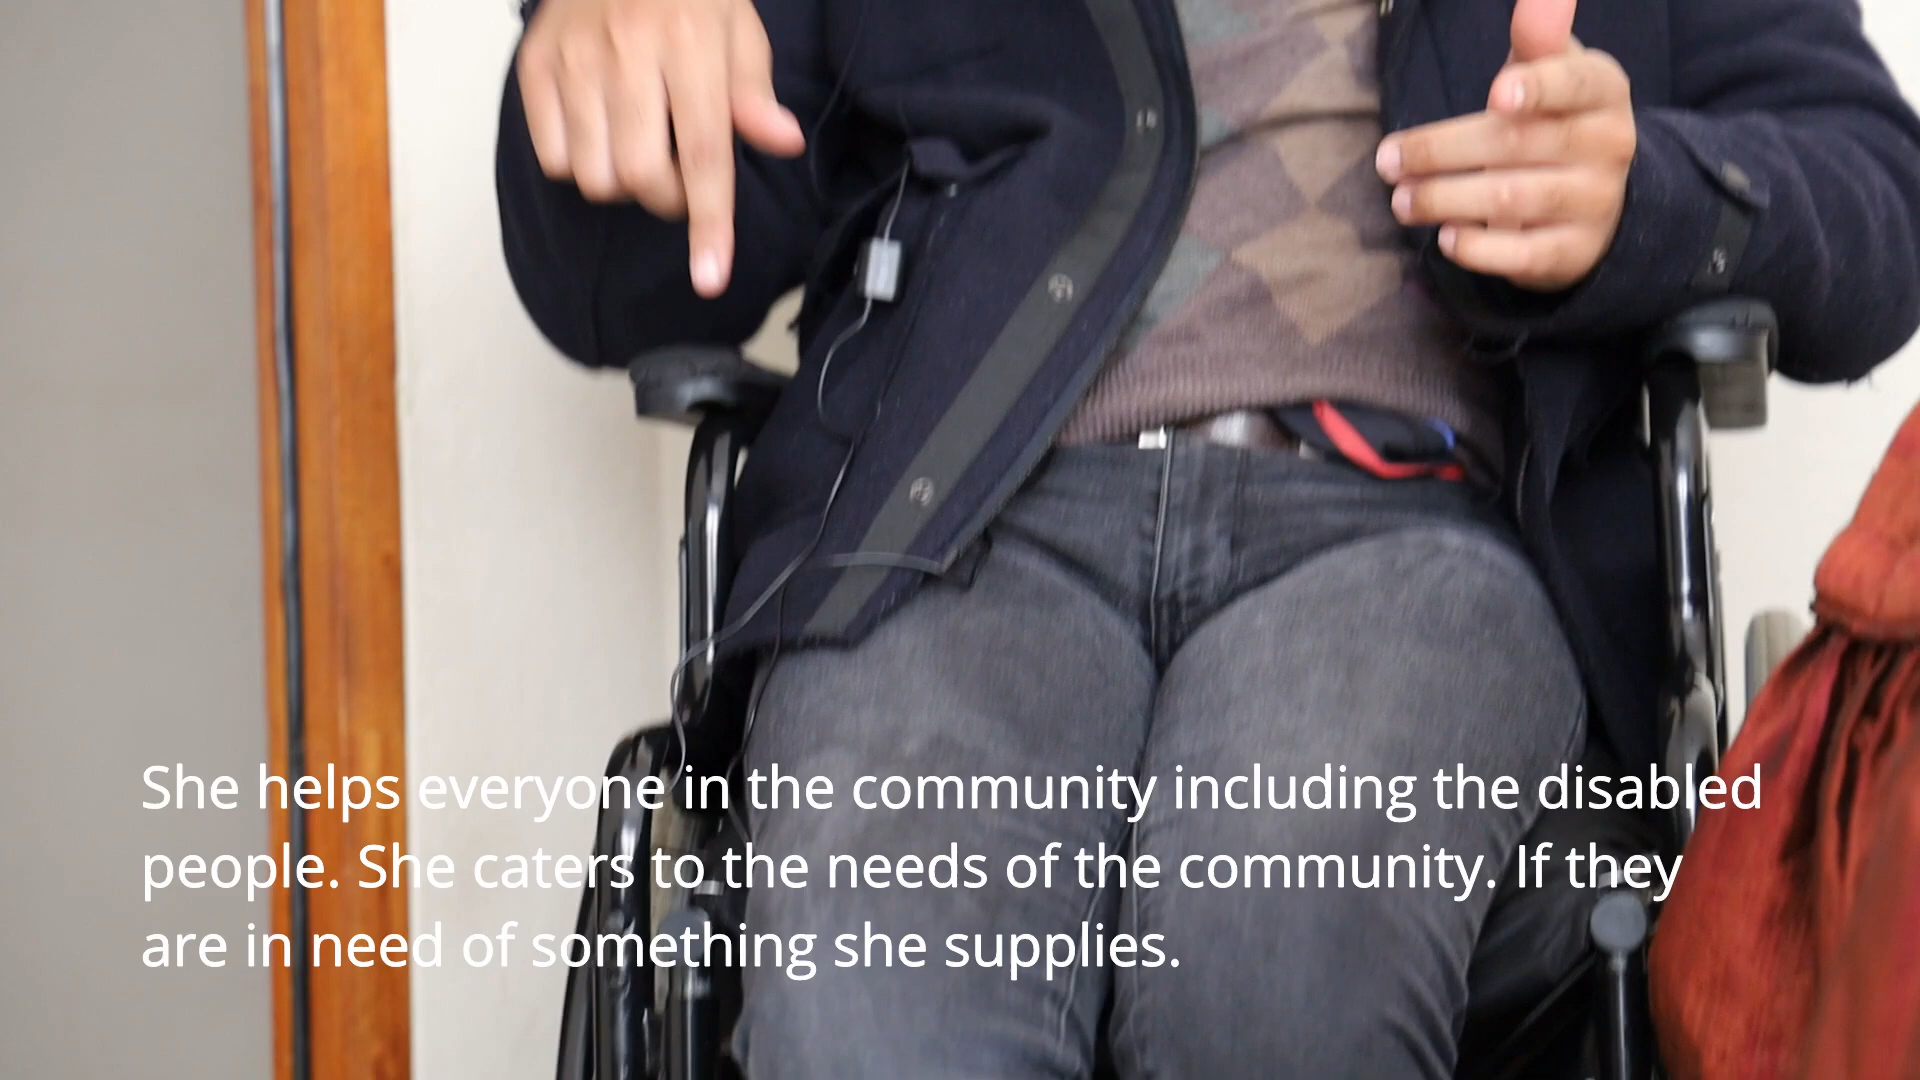 She helps everyone in the community including the disabled
people. She caters to the needs of the community. If they
are in need of something she supplies.